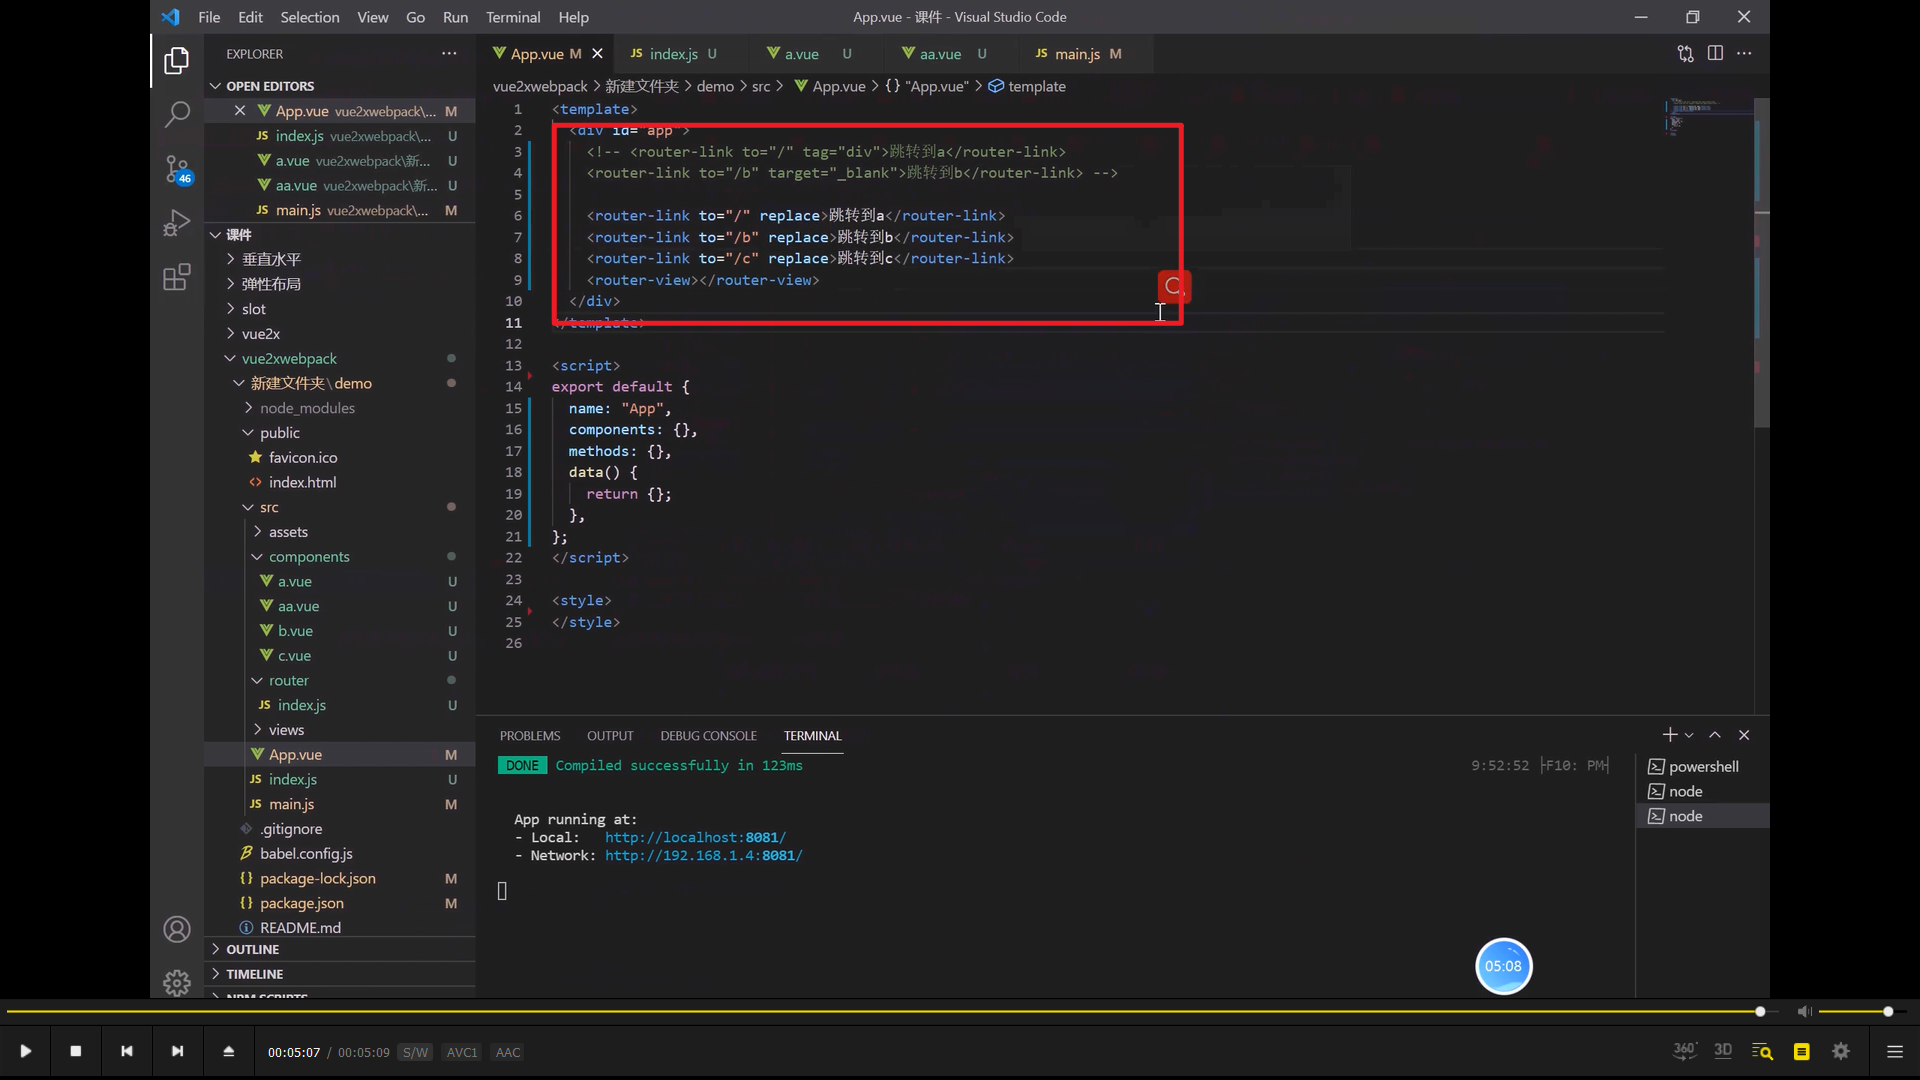 File Edit Selection View Go Run Terminal Help
App.vue - 课件 - Visual Studio Code
EXPLORER
OPEN EDITORS
App.vue vue2xwebpack\... M
index.js vue2xwebpack\... U
a.vue vue2xwebpack\新... U
aa.vue vue2xwebpack\新... U
main.js vue2xwebpack\... M
46
课件
垂直水平
弹性布局
slot
vue2x
vue2xwebpack
新建文件夹\demo
node_modules
public
favicon.ico
index.html
src
assets
components
a.vue U
aa.vue U
b.vue U
c.vue U
router
index.js U
views
App.vue M
index.js U
main.js M
.gitignore
babel.config.js
package-lock.json M
package.json M
README.md
OUTLINE
TIMELINE
NPM SCRIPTS
App.vue M
index.js U
a.vue U
aa.vue U
main.js M
vue2xwebpack > 新建文件夹 > demo > src > App.vue > {} "App.vue" > template
1 <template>
2 <div id="app">
3 <!-- <router-link to="/" tag="div">跳转到a</router-link>
4 <router-link to="/b" target="_blank">跳转到b</router-link> -->
5
6 <router-link to="/" replace>跳转到a</router-link>
7 <router-link to="/b" replace>跳转到b</router-link>
8 <router-link to="/c" replace>跳转到c</router-link>
9 <router-view></router-view>
10 </div>
11 </template>
12
13 <script>
14 export default {
15 name: "App",
16 components: {},
17 methods: {},
18 data() {
19 return {};
20 },
21 };
22 </script>
23
24 <style>
25 </style>
26
PROBLEMS OUTPUT DEBUG CONSOLE TERMINAL
DONE Compiled successfully in 123ms 9:52:52 ├F10: PM┤
App running at:
- Local: http://localhost:8081/
- Network: http://192.168.1.4:8081/
powershell
node
node
05:08
00:05:07 / 00:05:09 S/W AVC1 AAC
360° 3D